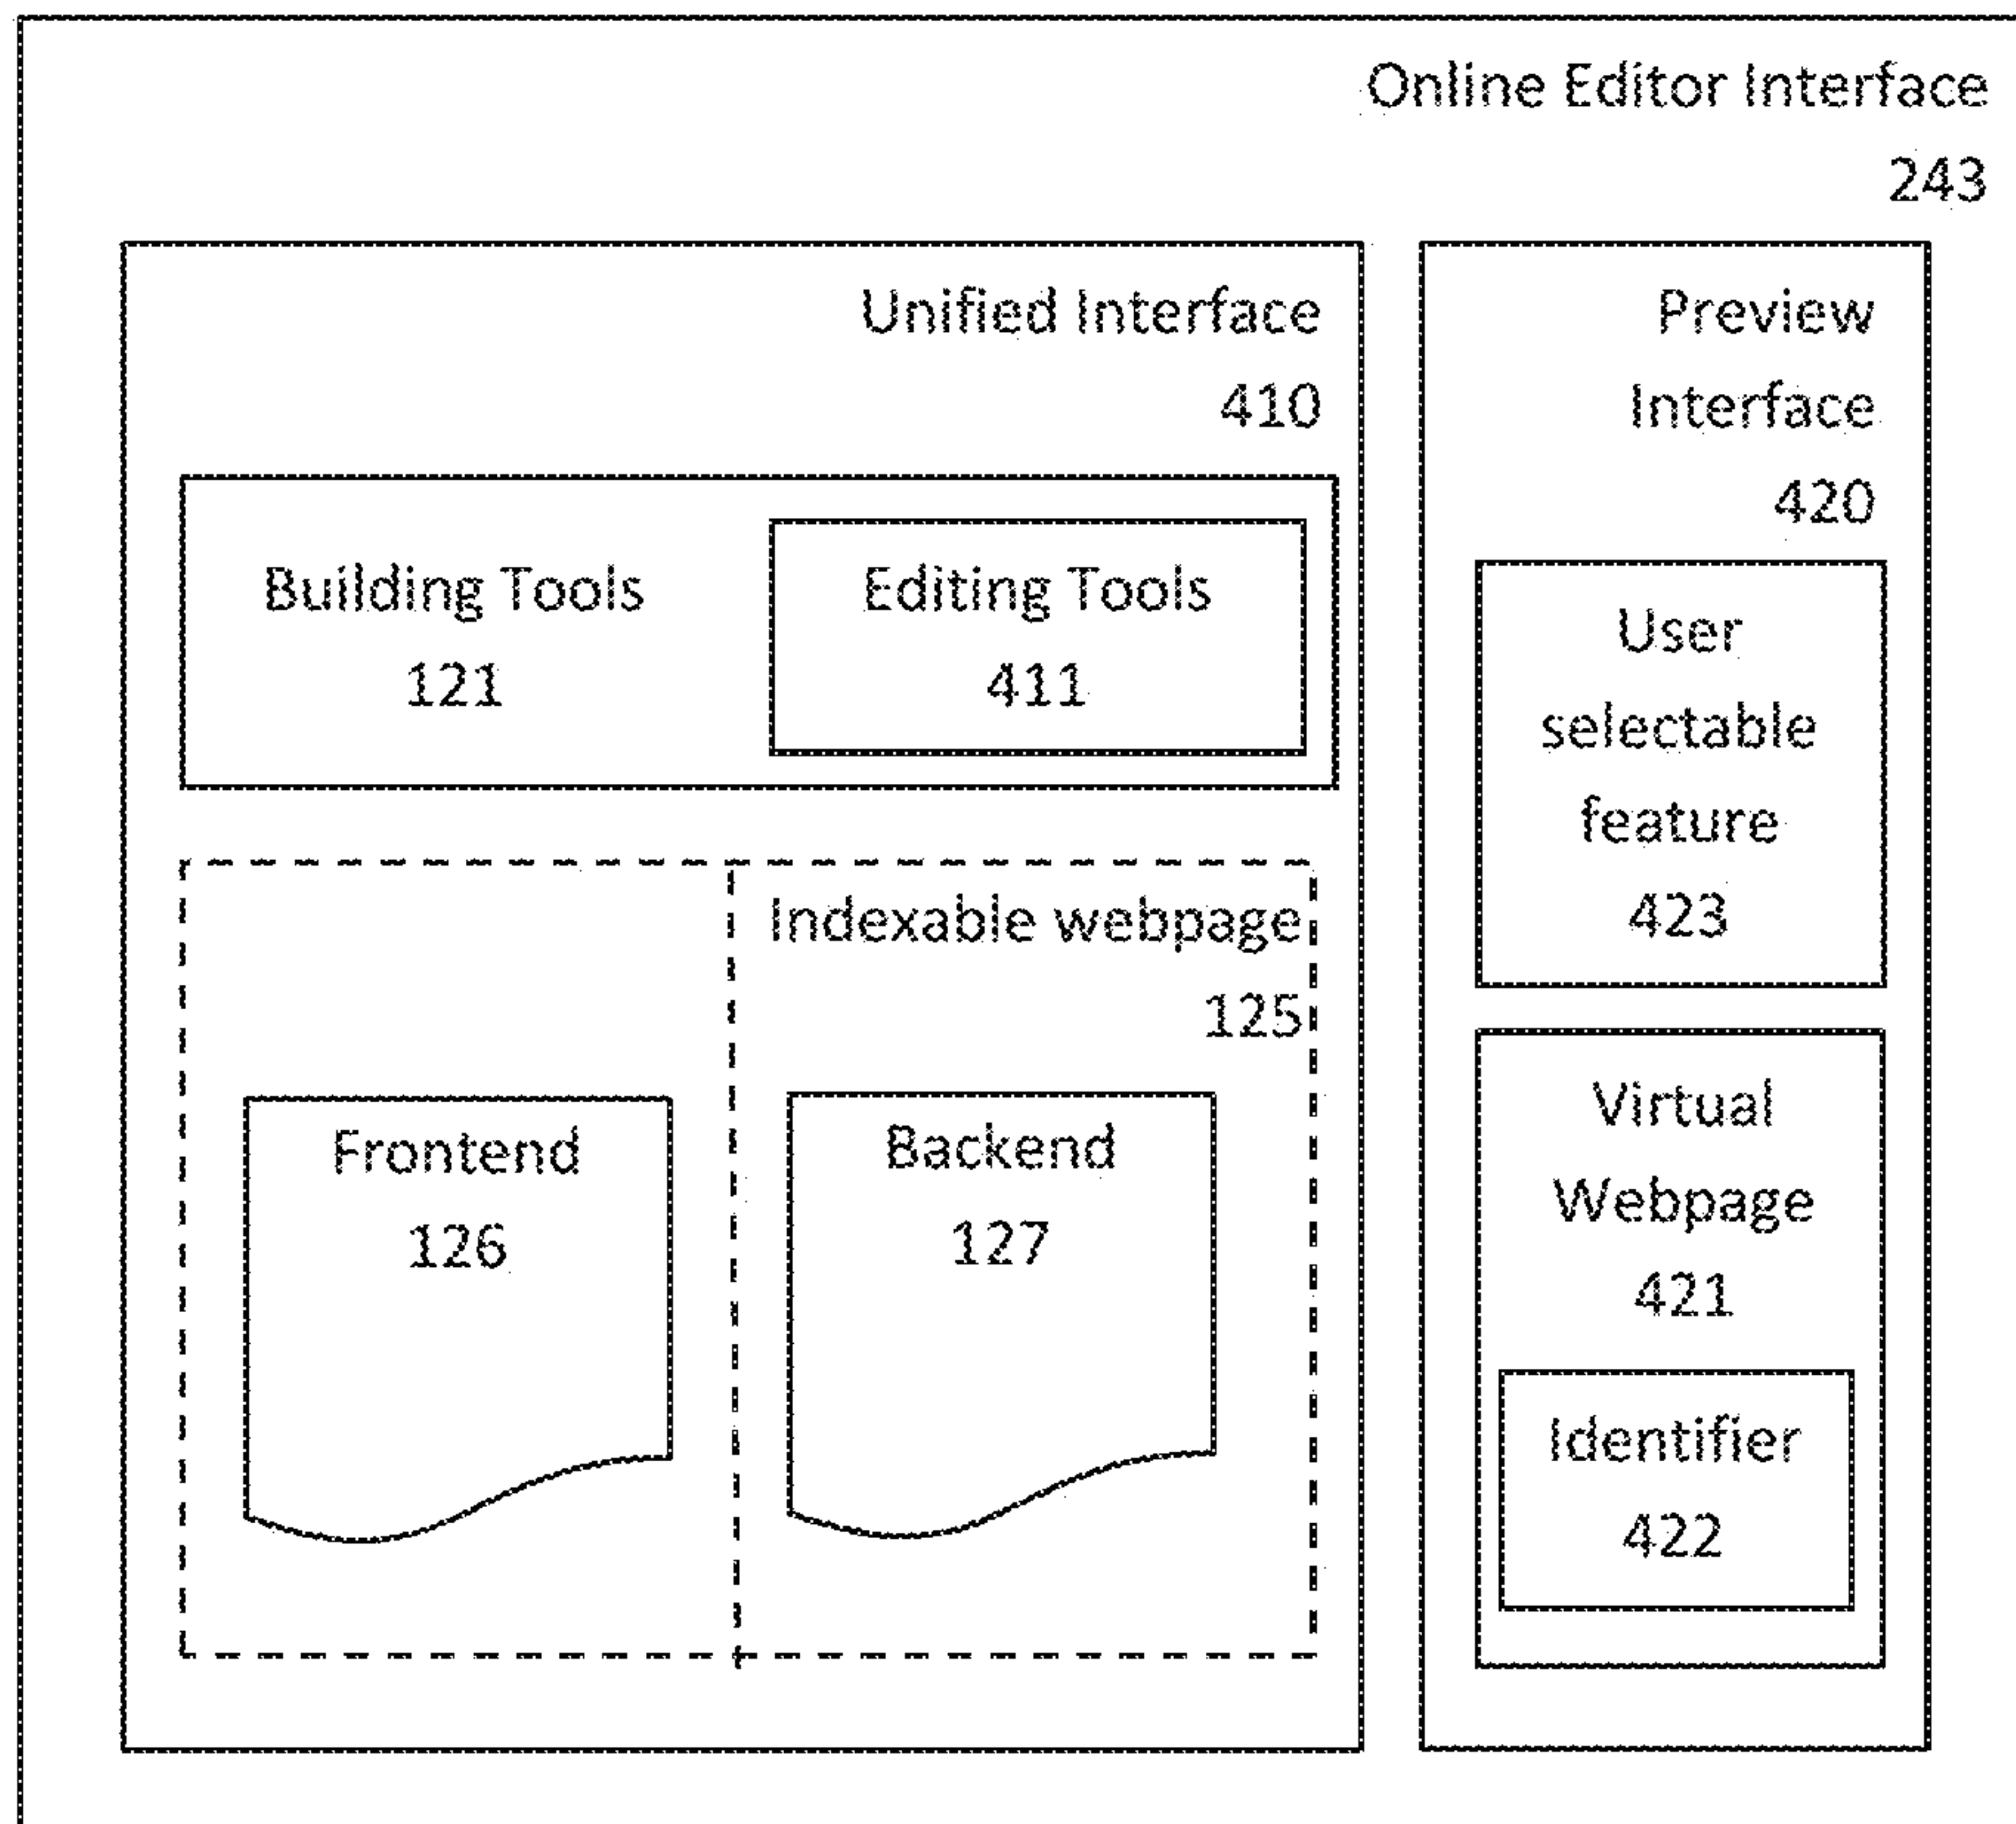 Online Editor Interface
243
Unified Interface
410
Building Tools
121
Editing Tools
411
Indexable webpage
125
Frontend
126
Backend
127
Preview
Interface
420
User
selectable
feature
423
Virtual
Webpage
421
Identifier
422